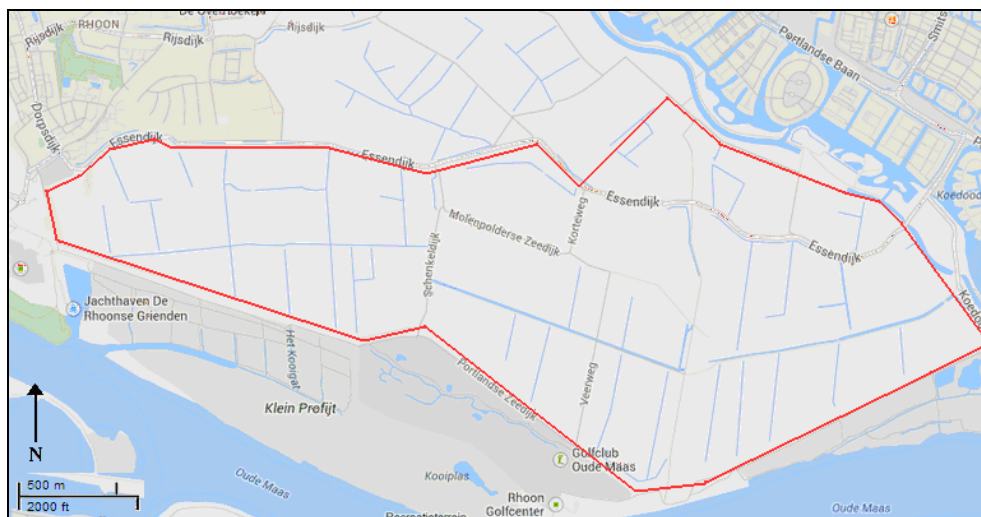 RHOON
Rijsdijk
Rijsdijk
Rijsdijk
Dorpsdijk
Portlandse Baan
Essendijk
Essendijk
Essendijk
Essendijk
Molenpolderse Zeedijk
Korteweg
Schenkeldijk
Jachthaven De
Rhoonse Grienden
Het Kooigat
Klein Profijt
Portlandse Zeedijk
Veerweg
Golfclub
Oude Maas
Kooiplas
Rhoon
Golfcenter
Oude Maas
Oude Maas
N
500 m
2000 ft